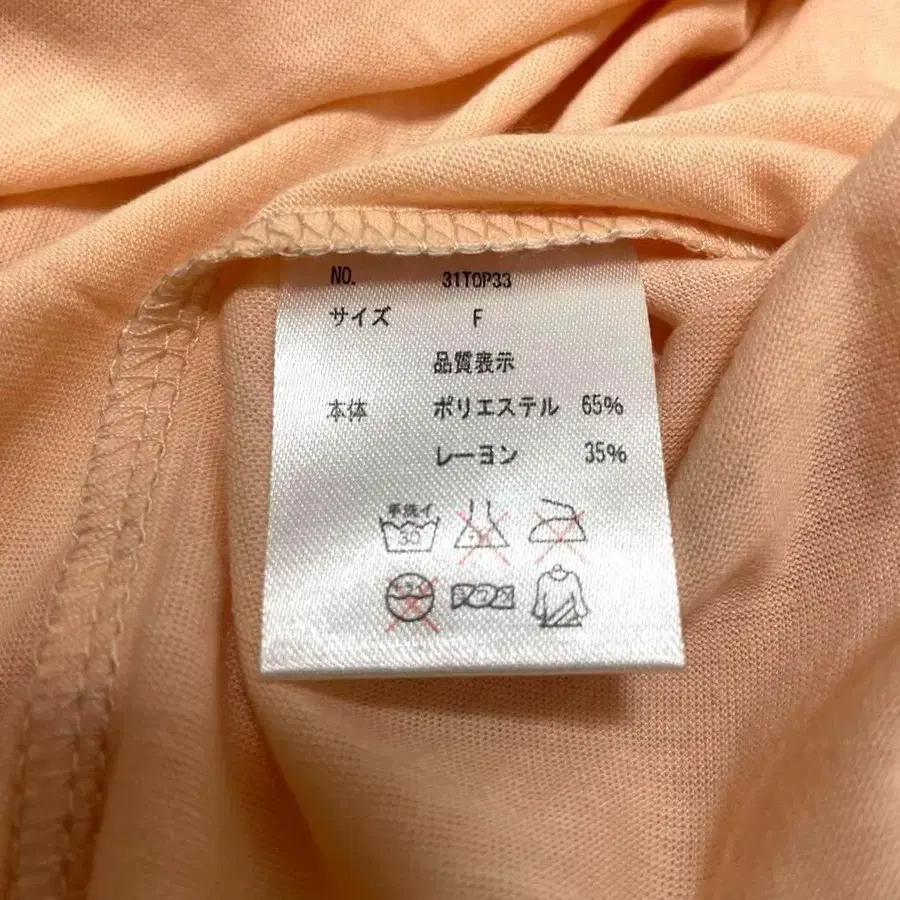 NO. 31TOP33
サイズ F
品質表示
本体 ポリエステル 65%
レーヨン 35%
手洗イ
30